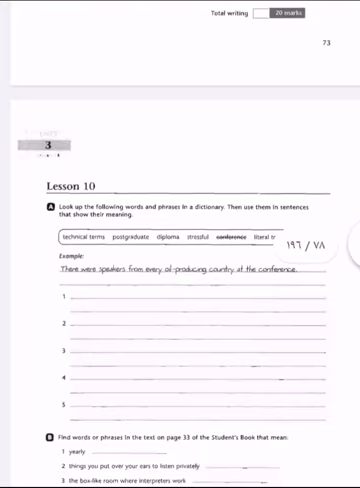 Total writing 20 marks
73
UNIT
3
Lesson 10
A Look up the following words and phrases in a dictionary. Then use them in sentences
that show their meaning.
technical terms postgraduate diploma stressful conference literal tr
١٩٦ / ٧٨
Example:
There were speakers from every oil-producing country at the conference.
1
2
3
4
5
B Find words or phrases in the text on page 33 of the Student's Book that mean:
1 yearly
2 things you put over your ears to listen privately
3 the box-like room where interpreters work